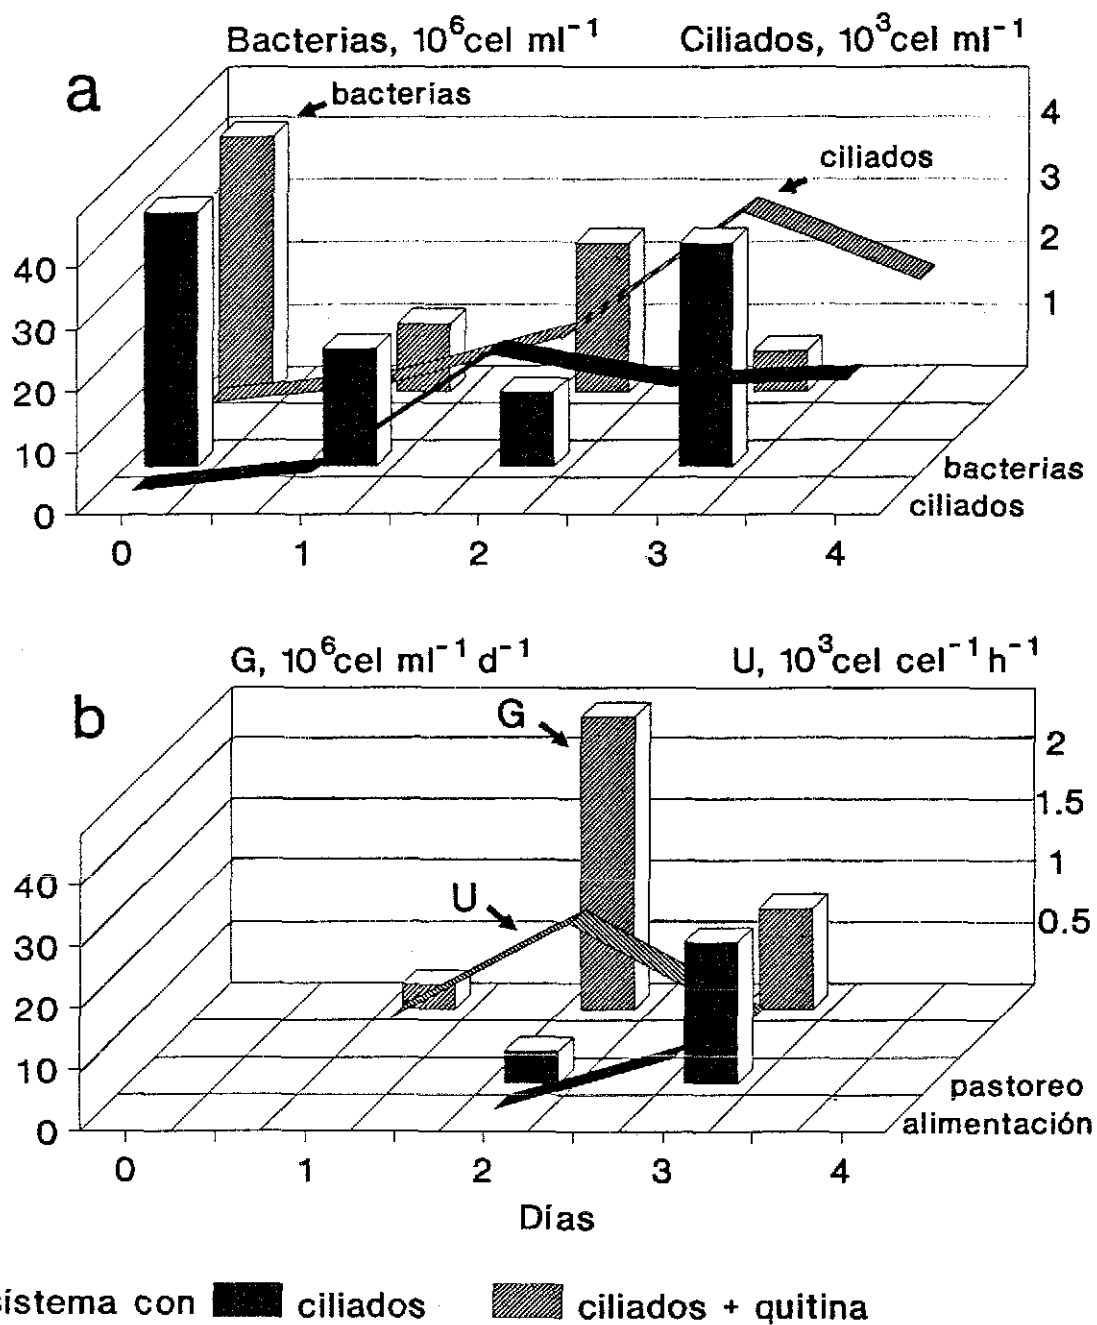 Bacterias, 10⁶cel ml⁻¹ Ciliados, 10³cel ml⁻¹
a
bacterias
ciliados
4
3
2
1
40
30
20
10
0
bacterias
ciliados
0 1 2 3 4
G, 10⁶cel ml⁻¹ d⁻¹ U, 10³cel cel⁻¹ h⁻¹
b
G
U
2
1.5
1
0.5
40
30
20
10
0
pastoreo
alimentación
0 1 2 3 4
Días
sístema con ciliados ciliados + quitina